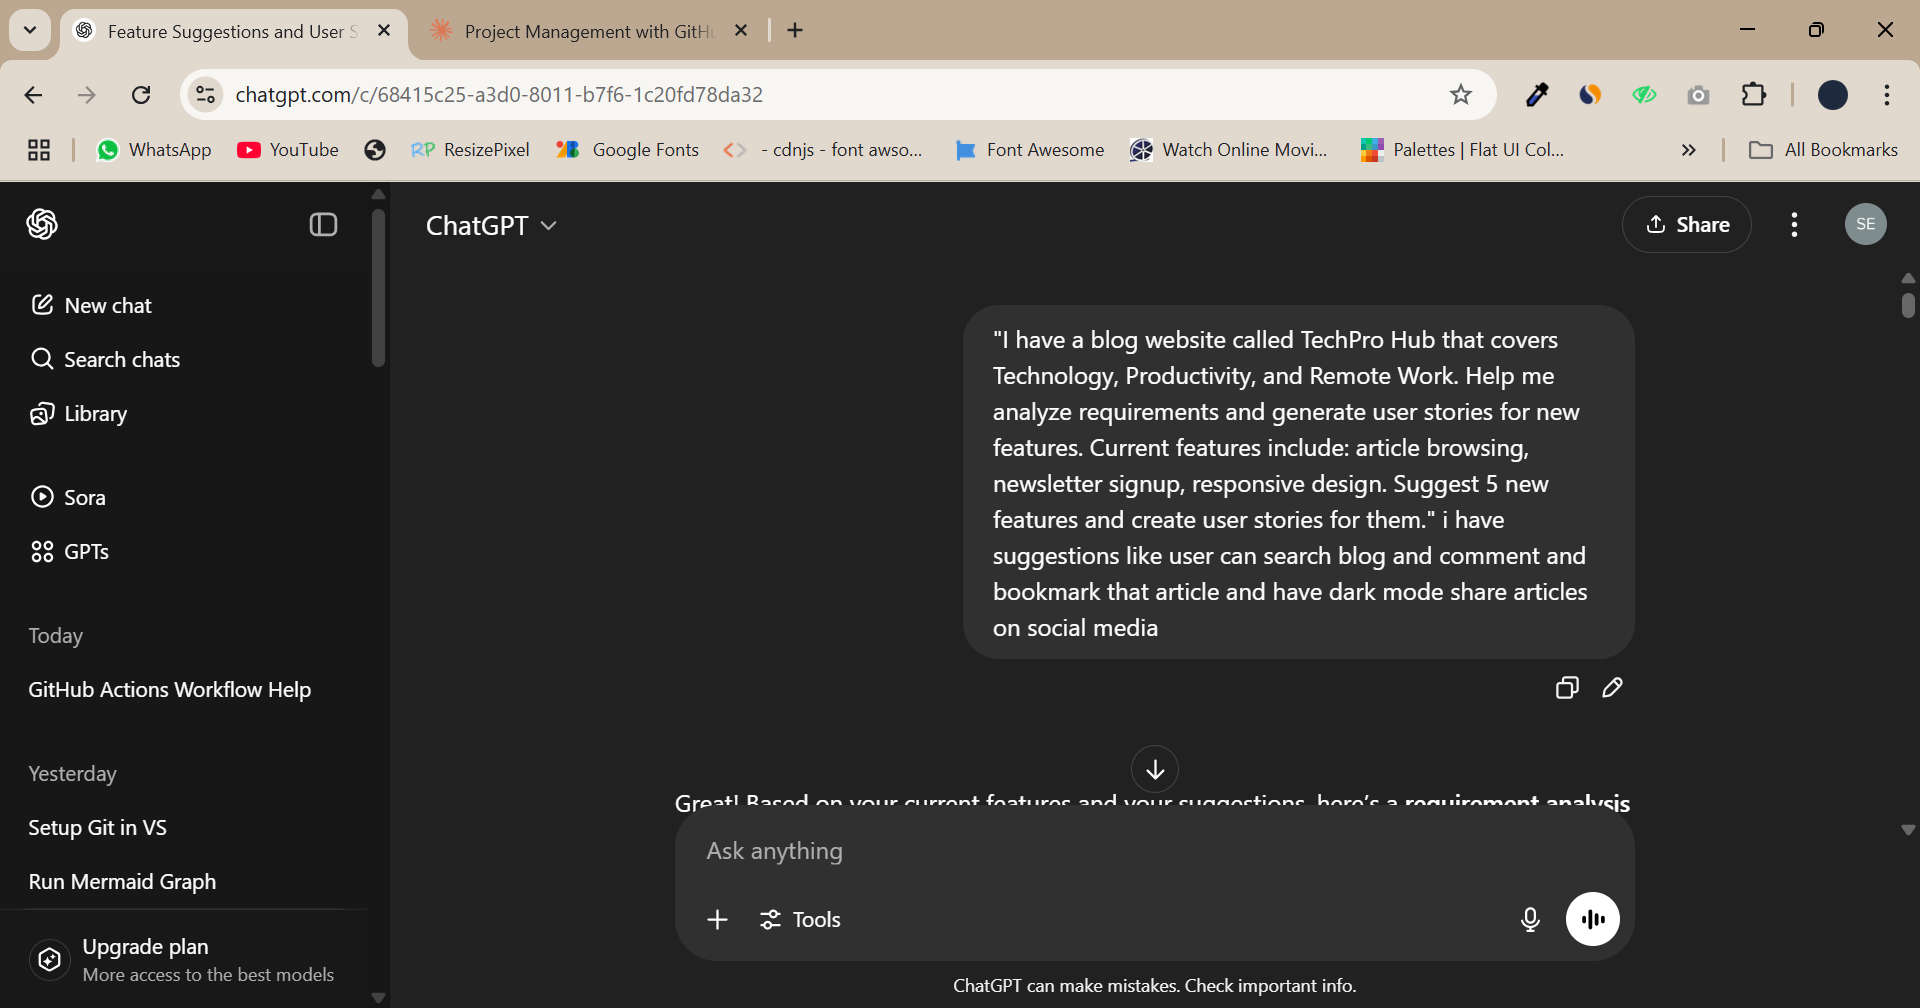 Feature Suggestions and User S
Project Management with GitHu
chatgpt.com/c/68415c25-a3d0-8011-b7f6-1c20fd78da32
WhatsApp
YouTube
RP ResizePixel
Google Fonts
- cdnjs - font awso...
Font Awesome
Watch Online Movi...
Palettes | Flat UI Col...
All Bookmarks
ChatGPT
Share
SE
New chat
Search chats
Library
Sora
GPTs
Today
GitHub Actions Workflow Help
Yesterday
Setup Git in VS
Run Mermaid Graph
Upgrade plan
More access to the best models
"I have a blog website called TechPro Hub that covers
Technology, Productivity, and Remote Work. Help me
analyze requirements and generate user stories for new
features. Current features include: article browsing,
newsletter signup, responsive design. Suggest 5 new
features and create user stories for them." i have
suggestions like user can search blog and comment and
bookmark that article and have dark mode share articles
on social media
Great! Based on your current features and your suggestions, here's a requirement analysis
Ask anything
Tools
ChatGPT can make mistakes. Check important info.